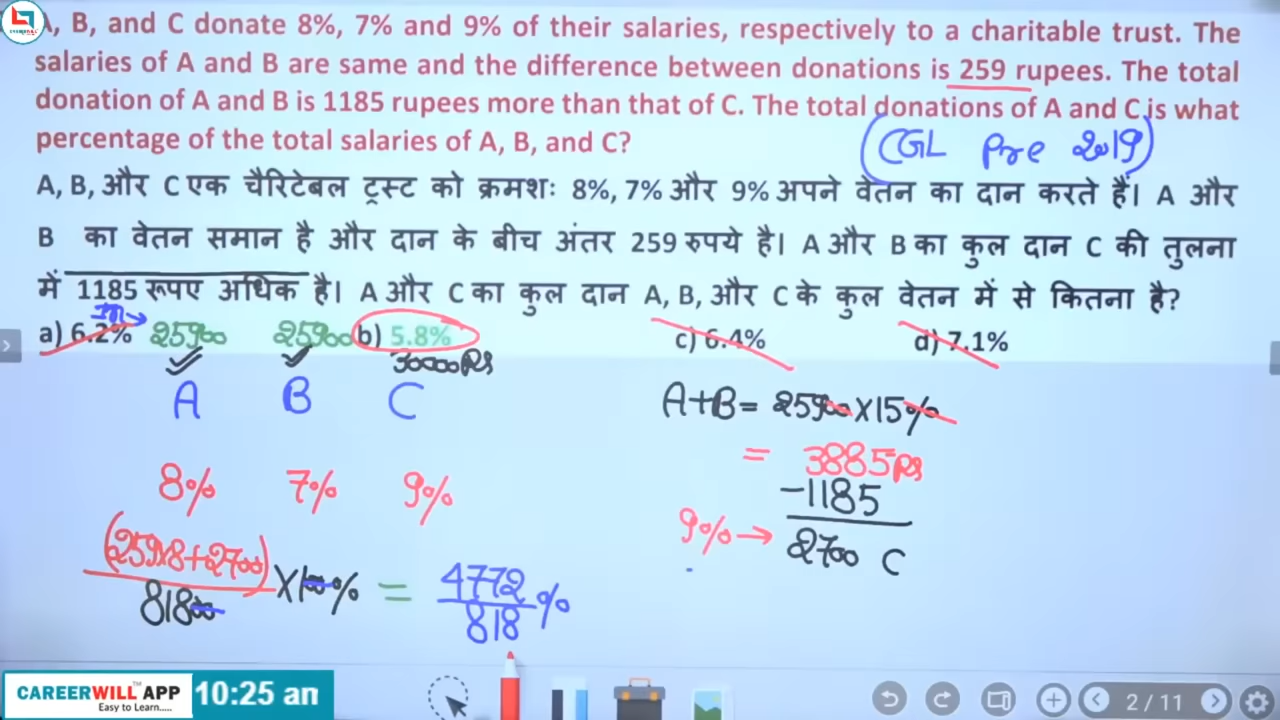 A, B, and C donate 8%, 7% and 9% of their salaries, respectively to a charitable trust. The
salaries of A and B are same and the difference between donations is 259 rupees. The total
donation of A and B is 1185 rupees more than that of C. The total donations of A and C is what
percentage of the total salaries of A, B, and C?
(CGL Pre 2019)
A, B, और C एक चैरिटेबल ट्रस्ट को क्रमशः 8%, 7% और 9% अपने वेतन का दान करते हैं। A और
B का वेतन समान है और दान के बीच अंतर 259 रुपये है। A और B का कुल दान C की तुलना
में 1185 रूपए अधिक है। A और C का कुल दान A, B, और C के कुल वेतन में से कितना है?
a) 6.2% 25900 25900 b) 5.8% c) 6.4% d) 7.1%
30000 Rs
A B C
A+B = 25900 X 15%
= 3885 Rs
-1185
8% 7% 9%
9% → 2700 C
(259x8+2700)
81800
X 100% = 4772
818 %
CAREERWILL APP
Easy to Learn.....
10:25 an
2 / 11